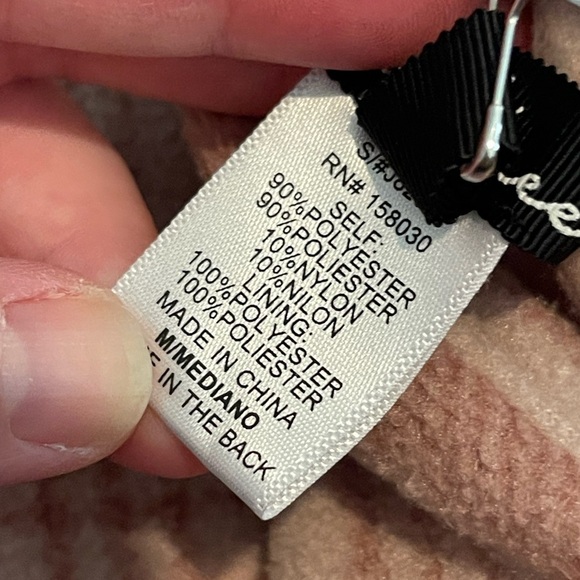 RN# 158030
SELF:
90%POLYESTER
90%POLIESTER
10%NYLON
10%NILON
LINING:
100%POLYESTER
100%POLIESTER
MADE IN CHINA
M/MEDIANO
IN THE BACK